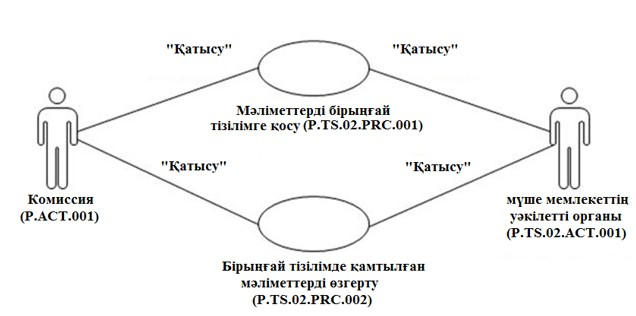 "Қатысу"
"Қатысу"
Мәліметтерді бірыңғай
тізілімге қосу (P.TS.02.PRC.001)
"Қатысу"
"Қатысу"
Комиссия
(P.ACT.001)
мүше мемлекеттің
уәкілетті органы
(P.TS.02.ACT.001)
Бірыңғай тізілімде қамтылған
мәліметтерді өзгерту
(P.TS.02.PRC.002)